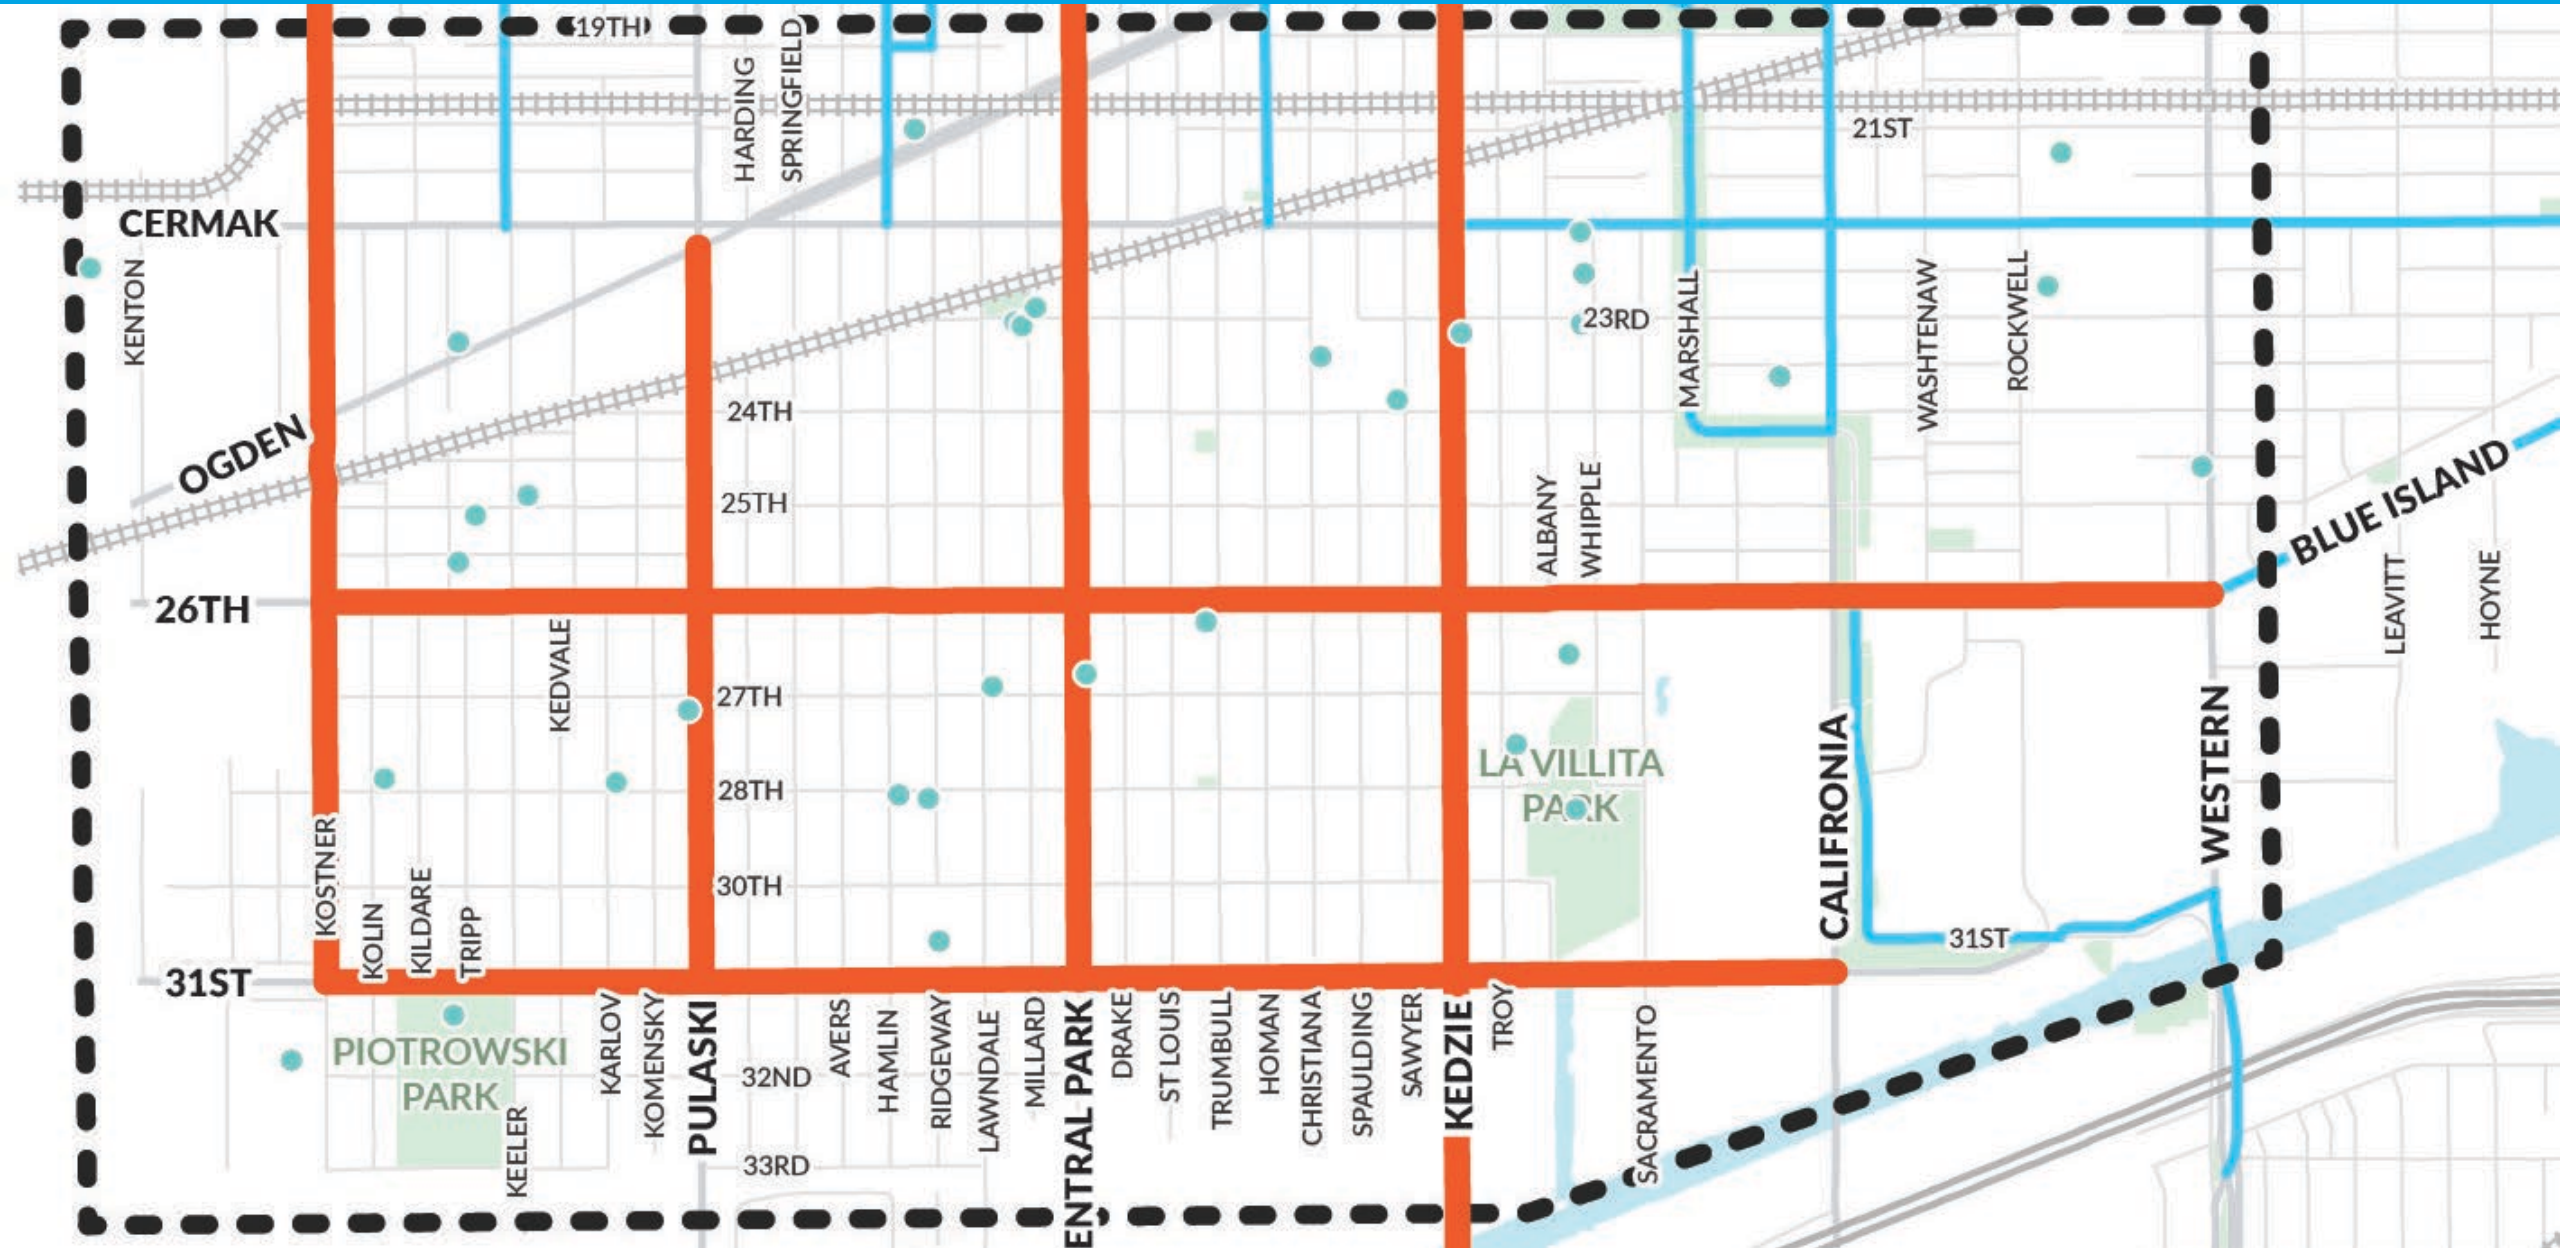 19TH
HARDING
SPRINGFIELD
21ST
CERMAK
KENTON
23RD
MARSHALL
WASHTENAW
ROCKWELL
OGDEN
24TH
25TH
ALBANY
WHIPPLE
BLUE ISLAND
26TH
LEAVITT
HOYNE
KEDVALE
27TH
LA VILLITA
PARK
28TH
CALIFRONIA
WESTERN
KOSTNER
30TH
KOLIN
KILDARE
TRIPP
31ST
31ST
PIOTROWSKI
PARK
KEELER
KARLOV
KOMENSKY
PULASKI
32ND
33RD
AVERS
HAMLIN
RIDGEWAY
LAWNDALE
MILLARD
ENTRAL PARK
DRAKE
ST LOUIS
TRUMBULL
HOMAN
CHRISTIANA
SPAULDING
SAWYER
KEDZIE
TROY
SACRAMENTO